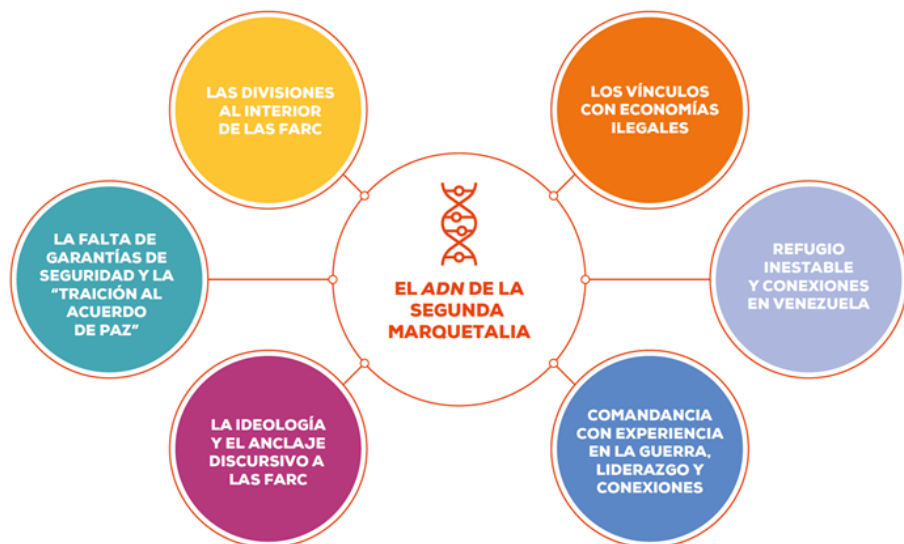 LAS DIVISIONES
AL INTERIOR
DE LAS FARC
LOS VÍNCULOS
CON ECONOMÍAS
ILEGALES
LA FALTA DE
GARANTÍAS DE
SEGURIDAD Y LA
“TRAICIÓN AL
ACUERDO
DE PAZ”
EL ADN DE LA
SEGUNDA
MARQUETALIA
REFUGIO
INESTABLE
Y CONEXIONES
EN VENEZUELA
LA IDEOLOGÍA
Y EL ANCLAJE
DISCURSIVO A
LAS FARC
COMANDANCIA
CON EXPERIENCIA
EN LA GUERRA,
LIDERAZGO Y
CONEXIONES